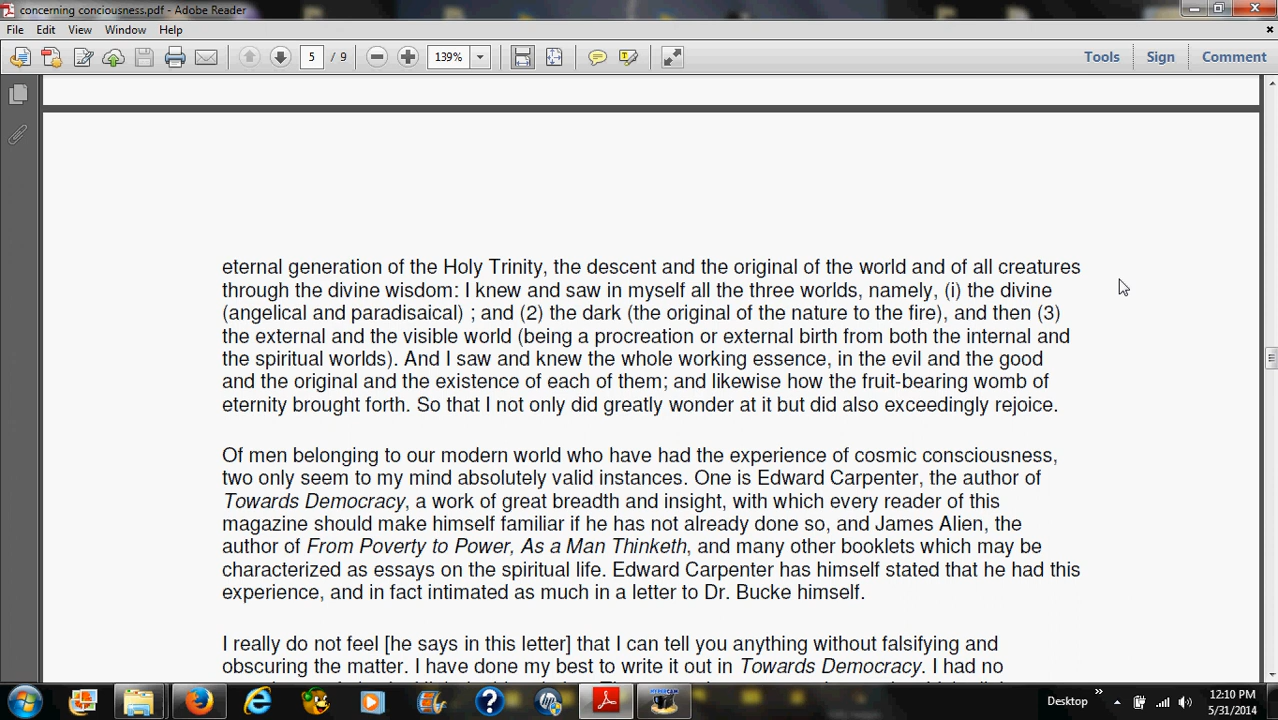 concerning conciousness.pdf - Adobe Reader
File Edit View Window Help
5 / 9 139% Tools Sign Comment
eternal generation of the Holy Trinity, the descent and the original of the world and of all creatures
through the divine wisdom: I knew and saw in myself all the three worlds, namely, (i) the divine
(angelical and paradisaical) ; and (2) the dark (the original of the nature to the fire), and then (3)
the external and the visible world (being a procreation or external birth from both the internal and
the spiritual worlds). And I saw and knew the whole working essence, in the evil and the good
and the original and the existence of each of them; and likewise how the fruit-bearing womb of
eternity brought forth. So that I not only did greatly wonder at it but did also exceedingly rejoice.
Of men belonging to our modern world who have had the experience of cosmic consciousness,
two only seem to my mind absolutely valid instances. One is Edward Carpenter, the author of
Towards Democracy, a work of great breadth and insight, with which every reader of this
magazine should make himself familiar if he has not already done so, and James Alien, the
author of From Poverty to Power, As a Man Thinketh, and many other booklets which may be
characterized as essays on the spiritual life. Edward Carpenter has himself stated that he had this
experience, and in fact intimated as much in a letter to Dr. Bucke himself.
I really do not feel [he says in this letter] that I can tell you anything without falsifying and
obscuring the matter. I have done my best to write it out in Towards Democracy. I had no
Desktop
12:10 PM
5/31/2014